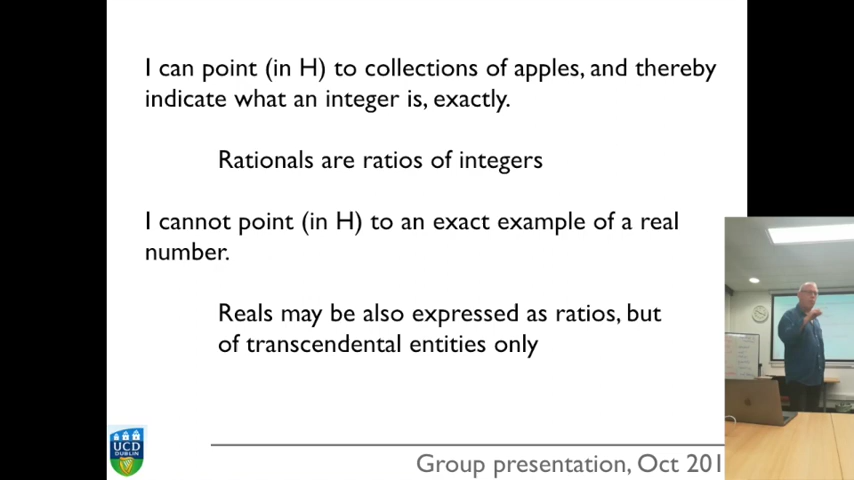 I can point (in H) to collections of apples, and thereby
indicate what an integer is, exactly.
Rationals are ratios of integers
I cannot point (in H) to an exact example of a real
number.
Reals may be also expressed as ratios, but
of transcendental entities only
UCD
DUBLIN
Group presentation, Oct 201